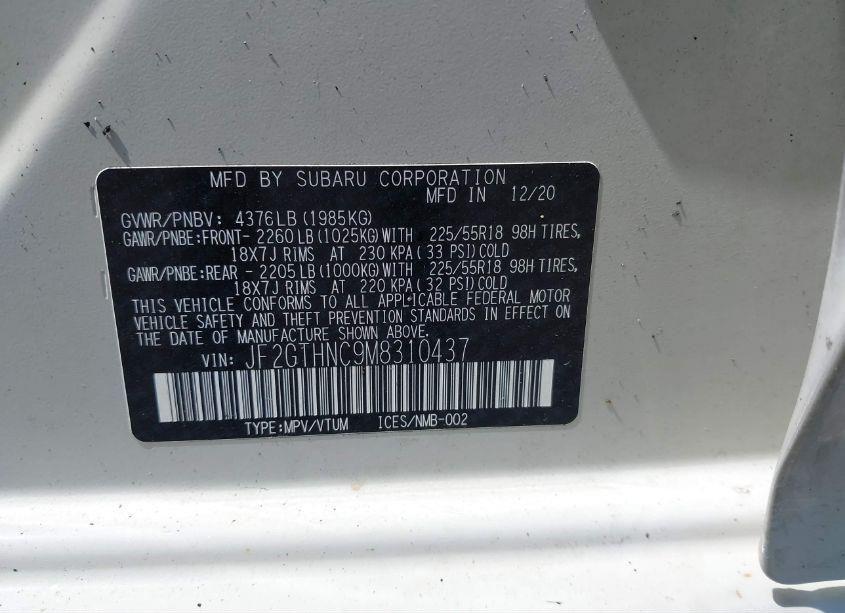 MFD BY SUBARU CORPORATION
MFD IN 12/20
GVWR/PNBV: 4376LB(1985KG)
GAWR/PNBE:FRONT- 2260LB(1025KG)WITH 225/55R18 98H TIRES,
18X7J RIMS AT 230 KPA( 33 PSI)COLD
GAWR/PNBE:REAR - 2205LB(1000KG)WITH 225/55R18 98H TIRES,
18X7J RIMS AT 220 KPA( 32 PSI)COLD
THIS VEHICLE CONFORMS TO ALL APPLICABLE FEDERAL MOTOR
VEHICLE SAFETY AND THEFT PREVENTION STANDARDS IN EFFECT ON
THE DATE OF MANUFACTURE SHOWN ABOVE.
VIN: JF2GTHNC9M8310437
TYPE:MPV/VTUM ICES/NMB-002